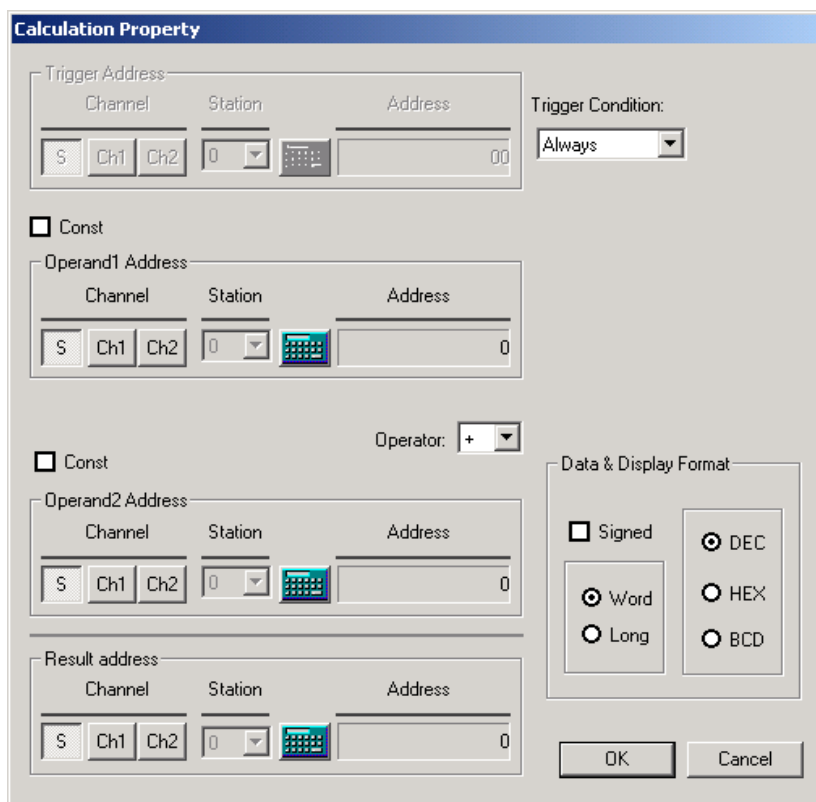 Calculation Property
Trigger Address
Channel Station Address
S Ch1 Ch2 0 00
Trigger Condition:
Always
Const
Operand1 Address
Channel Station Address
S Ch1 Ch2 0 0
Operator: +
Const
Operand2 Address
Channel Station Address
S Ch1 Ch2 0 0
Data & Display Format
Signed
Word
Long
DEC
HEX
BCD
Result address
Channel Station Address
S Ch1 Ch2 0 0
OK Cancel